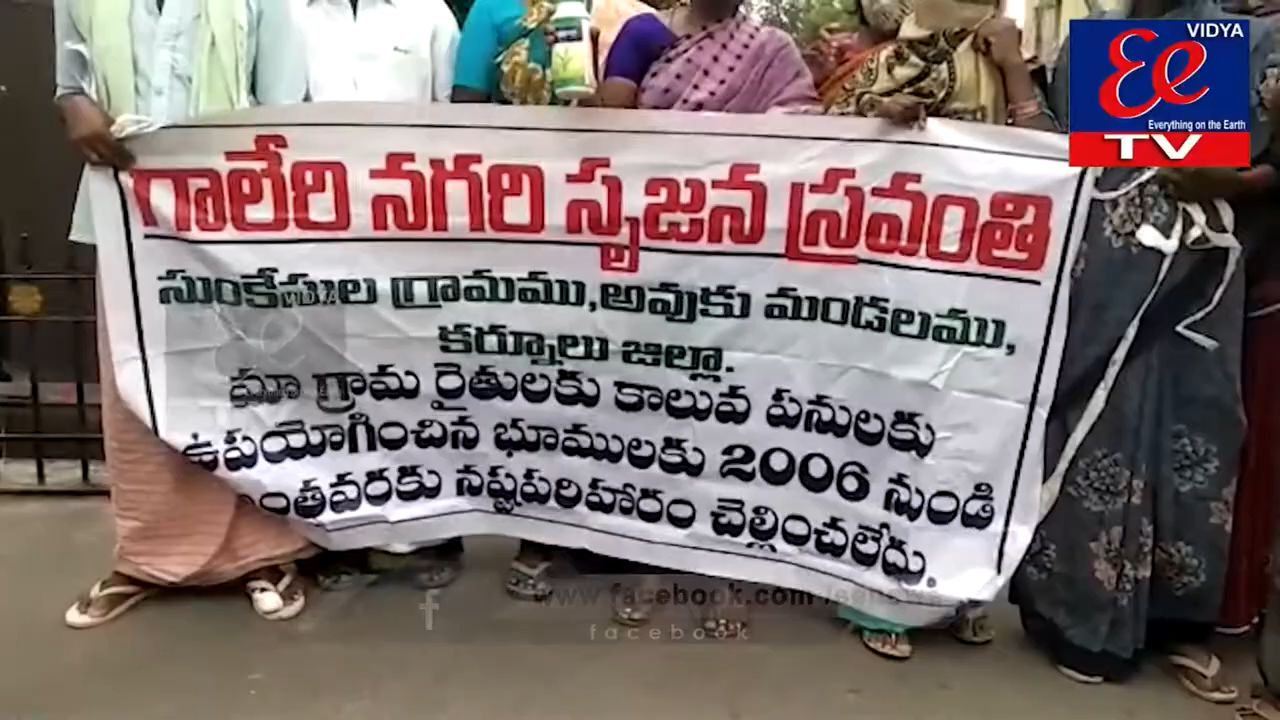 VIDYA
Ee
Everything on the Earth
TV
గాలేరి నగరి సృజన స్రవంతి
సుంకేసుల గ్రామము,అవుకు మండలము,
కర్నూలు జిల్లా.
మా గ్రామ రైతులకు కాలువ పనులకు
ఉపయోగించిన భూములకు 2006 నుండి
ఇంతవరకు నష్టపరిహారం చెల్లించలేదు.
www.facebook.com
facebook